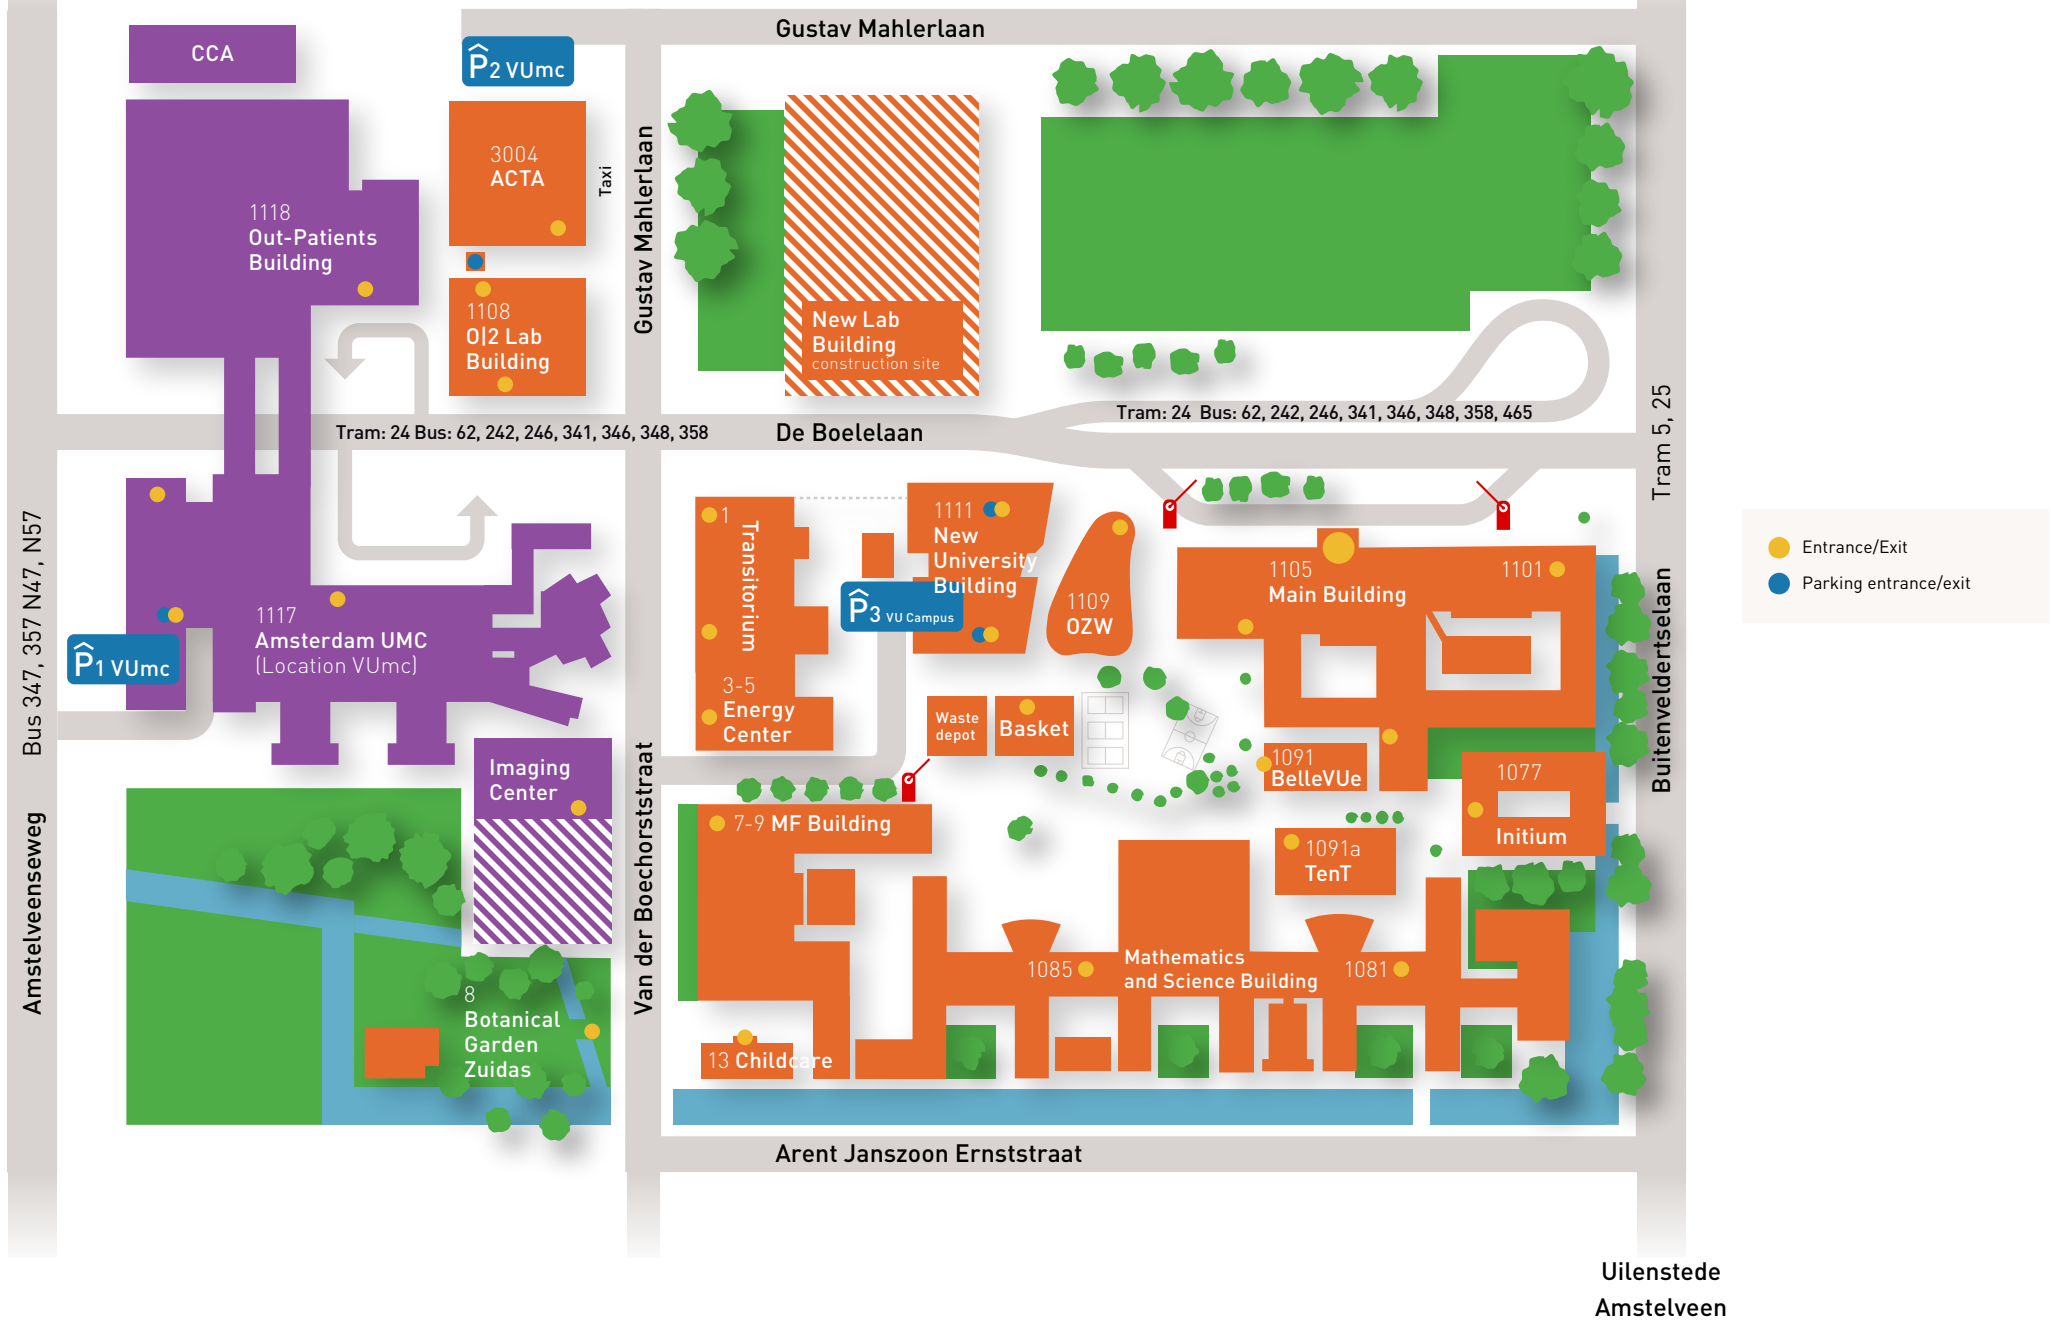 Gustav Mahlerlaan
CCA
P2 VUmc
3004
ACTA
Taxi
Gustav Mahlerlaan
1118
Out-Patients
Building
1108
O|2 Lab
Building
New Lab
Building
construction site
Tram: 24 Bus: 62, 242, 246, 341, 346, 348, 358
De Boelelaan
Tram: 24 Bus: 62, 242, 246, 341, 346, 348, 358, 465
Tram 5, 25
Buitenveldertselaan
Bus 347, 357 N47, N57
Amstelveenseweg
1117
Amsterdam UMC
(Location VUmc)
P1 VUmc
Imaging
Center
8
Botanical
Garden
Zuidas
Van der Boechorststraat
1
Transitorium
3-5
Energy
Center
1111
New
University
Building
P3 VU Campus
1109
OZW
Waste
depot
Basket
1105
Main Building
1101
1091
BelleVUe
1077
Initium
1091a
TenT
7-9 MF Building
1085
Mathematics
and Science Building
1081
13 Childcare
Arent Janszoon Ernststraat
Entrance/Exit
Parking entrance/exit
Uilenstede
Amstelveen